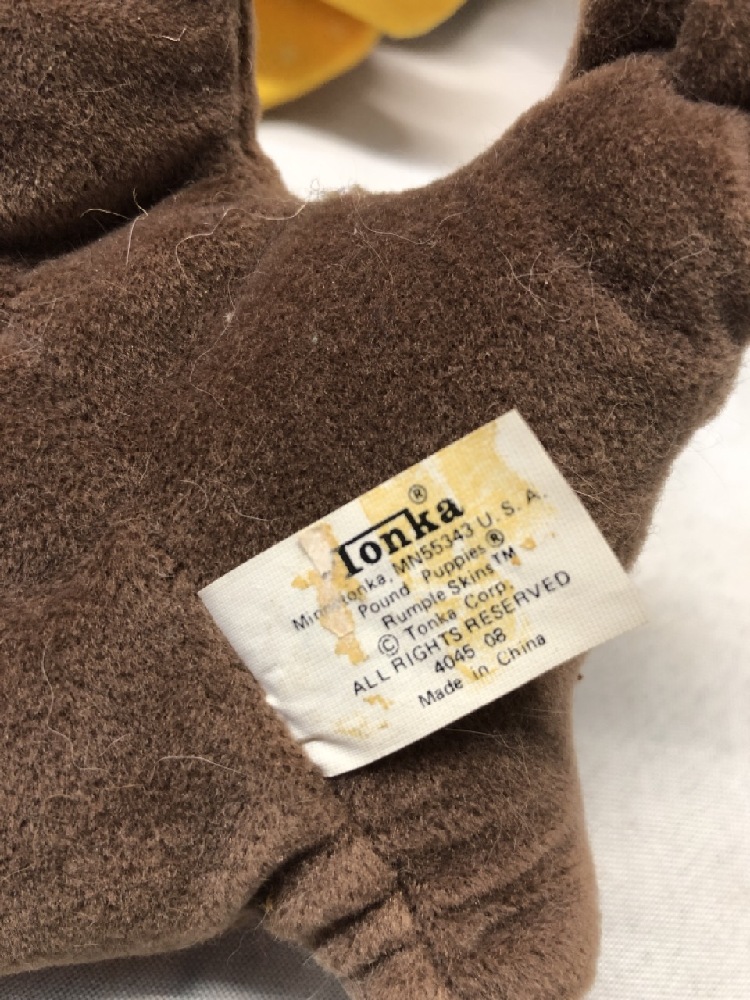 Tonka®
Minnetonka, MN55343 U.S.A.
Pound Puppies®
Rumple Skins™
© Tonka Corp.
ALL RIGHTS RESERVED
4045 08
Made in China